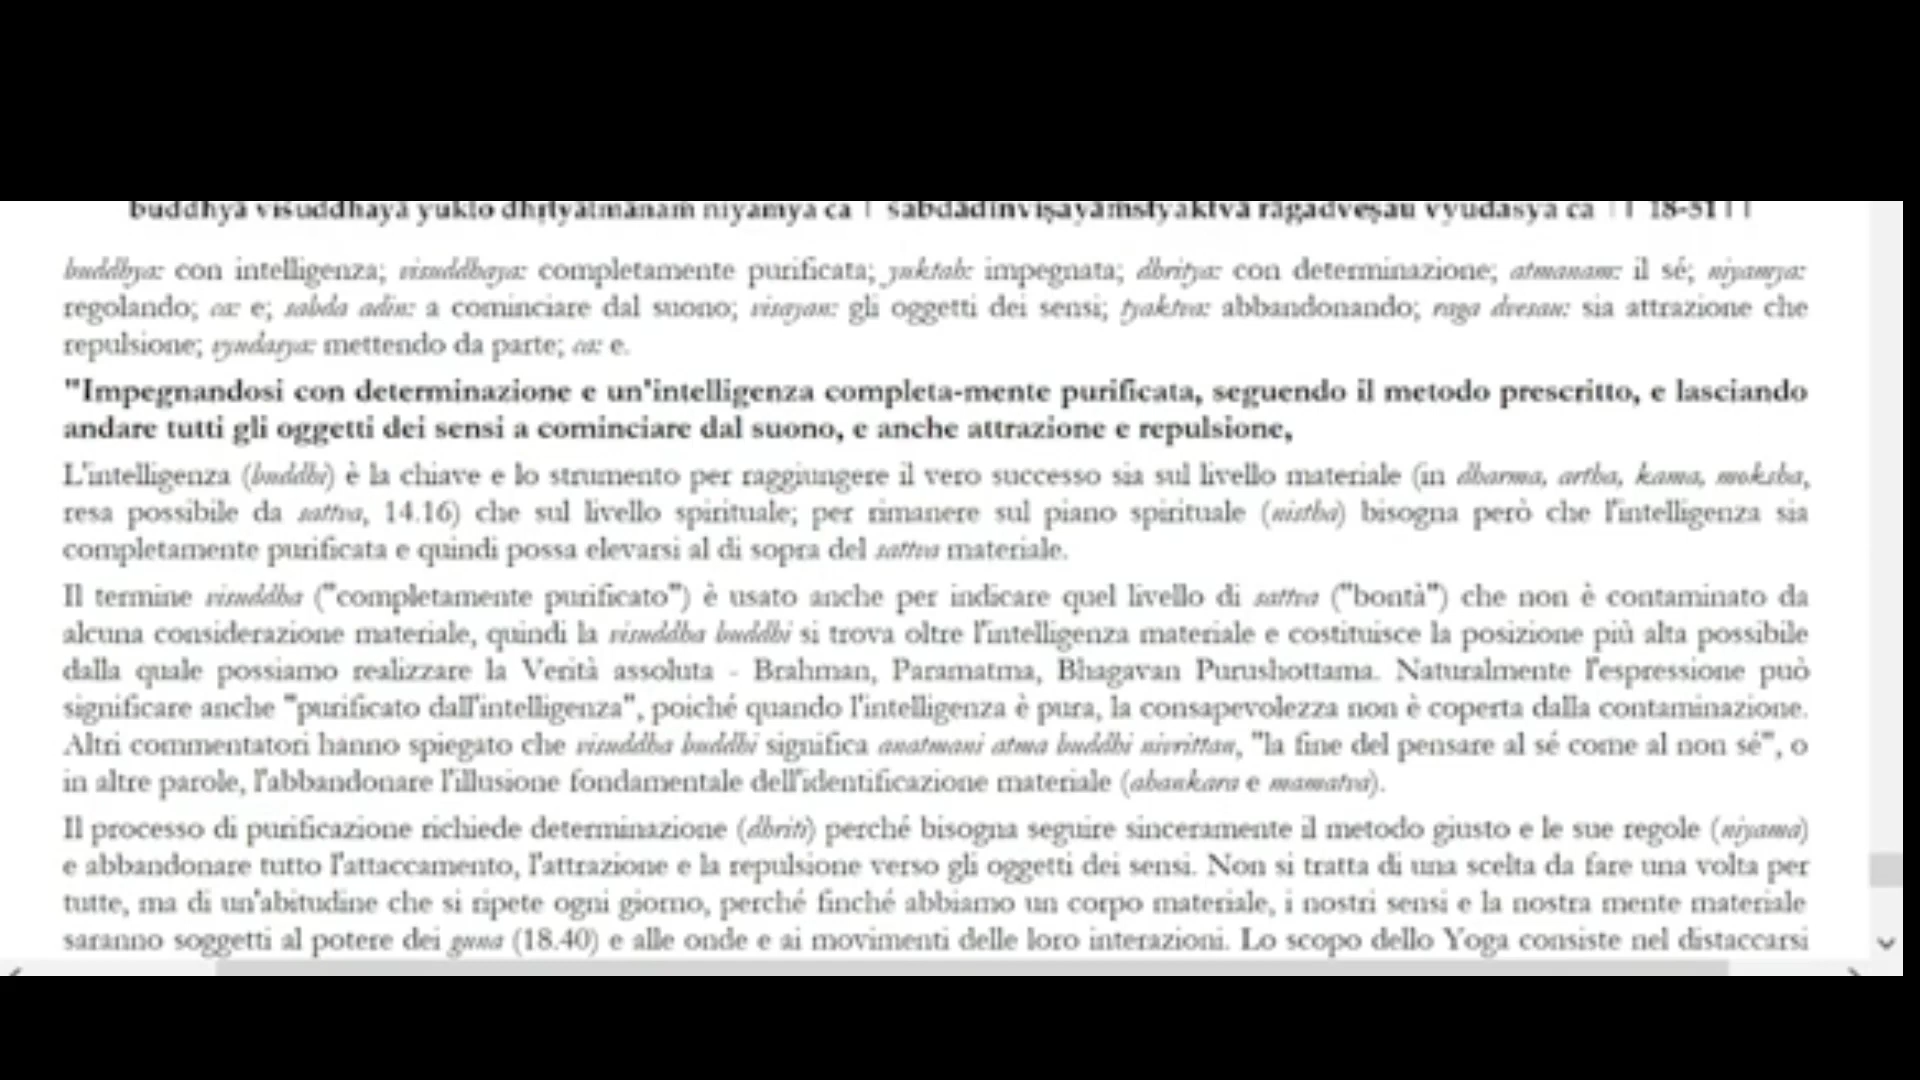 buddhyā viśuddhayā yukto dhṛtyātmānaṁ niyamya ca | śabdādīnviṣayāṁstyaktvā rāgadveṣau vyudasya ca || 18-51||
buddhya: con intelligenza; visuddhaya: completamente purificata; yuktah: impegnata; dhritya: con determinazione; atmanam: il sé; niyamya:
regolando; ca: e; sabda adin: a cominciare dal suono; visayan: gli oggetti dei sensi; tyaktva: abbandonando; raga dvesau: sia attrazione che
repulsione; vyudasya: mettendo da parte; ca: e.
"Impegnandosi con determinazione e un'intelligenza completa-mente purificata, seguendo il metodo prescritto, e lasciando
andare tutti gli oggetti dei sensi a cominciare dal suono, e anche attrazione e repulsione,
L'intelligenza (buddhi) è la chiave e lo strumento per raggiungere il vero successo sia sul livello materiale (in dharma, artha, kama, moksha,
resa possibile da sattva, 14.16) che sul livello spirituale; per rimanere sul piano spirituale (nistha) bisogna però che l'intelligenza sia
completamente purificata e quindi possa elevarsi al di sopra del sattva materiale.
Il termine visuddha ("completamente purificato") è usato anche per indicare quel livello di sattva ("bontà") che non è contaminato da
alcuna considerazione materiale, quindi la visuddha buddhi si trova oltre l'intelligenza materiale e costituisce la posizione più alta possibile
dalla quale possiamo realizzare la Verità assoluta - Brahman, Paramatma, Bhagavan Purushottama. Naturalmente l'espressione può
significare anche "purificato dall'intelligenza", poiché quando l'intelligenza è pura, la consapevolezza non è coperta dalla contaminazione.
Altri commentatori hanno spiegato che visuddha buddhi significa anatmani atma buddhi nivrittau, "la fine del pensare al sé come al non sé", o
in altre parole, l'abbandonare l'illusione fondamentale dell'identificazione materiale (ahankara e mamatva).
Il processo di purificazione richiede determinazione (dhriti) perché bisogna seguire sinceramente il metodo giusto e le sue regole (niyama)
e abbandonare tutto l'attaccamento, l'attrazione e la repulsione verso gli oggetti dei sensi. Non si tratta di una scelta da fare una volta per
tutte, ma di un'abitudine che si ripete ogni giorno, perché finché abbiamo un corpo materiale, i nostri sensi e la nostra mente materiale
saranno soggetti al potere dei guna (18.40) e alle onde e ai movimenti delle loro interazioni. Lo scopo dello Yoga consiste nel distaccarsi